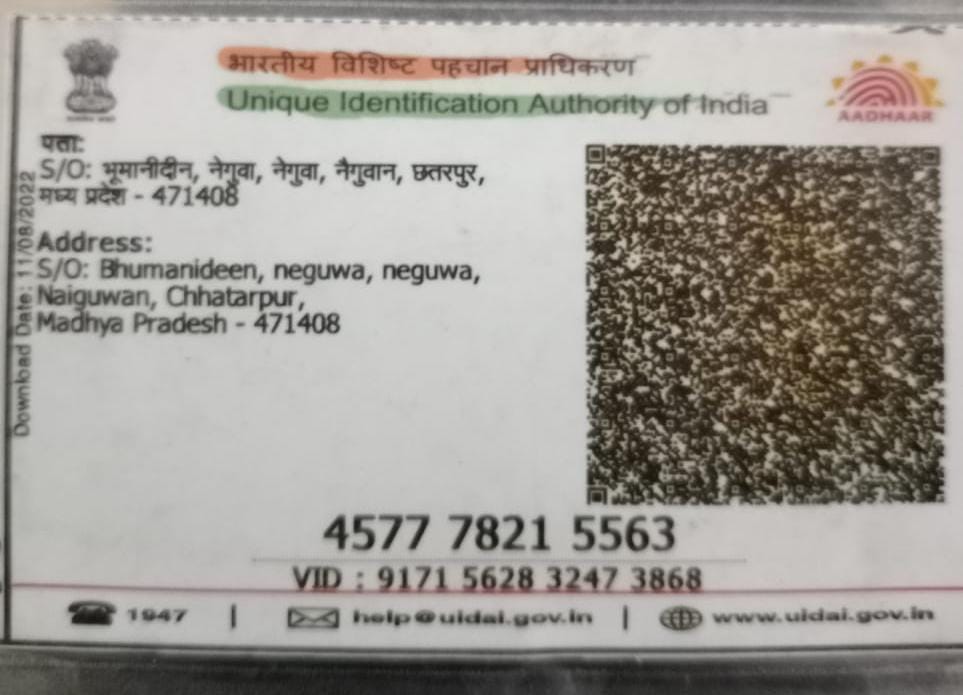 भारतीय विशिष्ट पहचान प्राधिकरण
Unique Identification Authority of India
AADHAAR
पता:
S/O: भूमानीदीन, नेगुवा, नेगुवा, नैगुवान, छतरपुर,
मध्य प्रदेश - 471408
Address:
S/O: Bhumanideen, neguwa, neguwa,
Naiguwan, Chhatarpur,
Madhya Pradesh - 471408
Download Date: 11/08/2022
4577 7821 5563
VID : 9171 5628 3247 3868
1947 | help@uidai.gov.in | www.uidai.gov.in